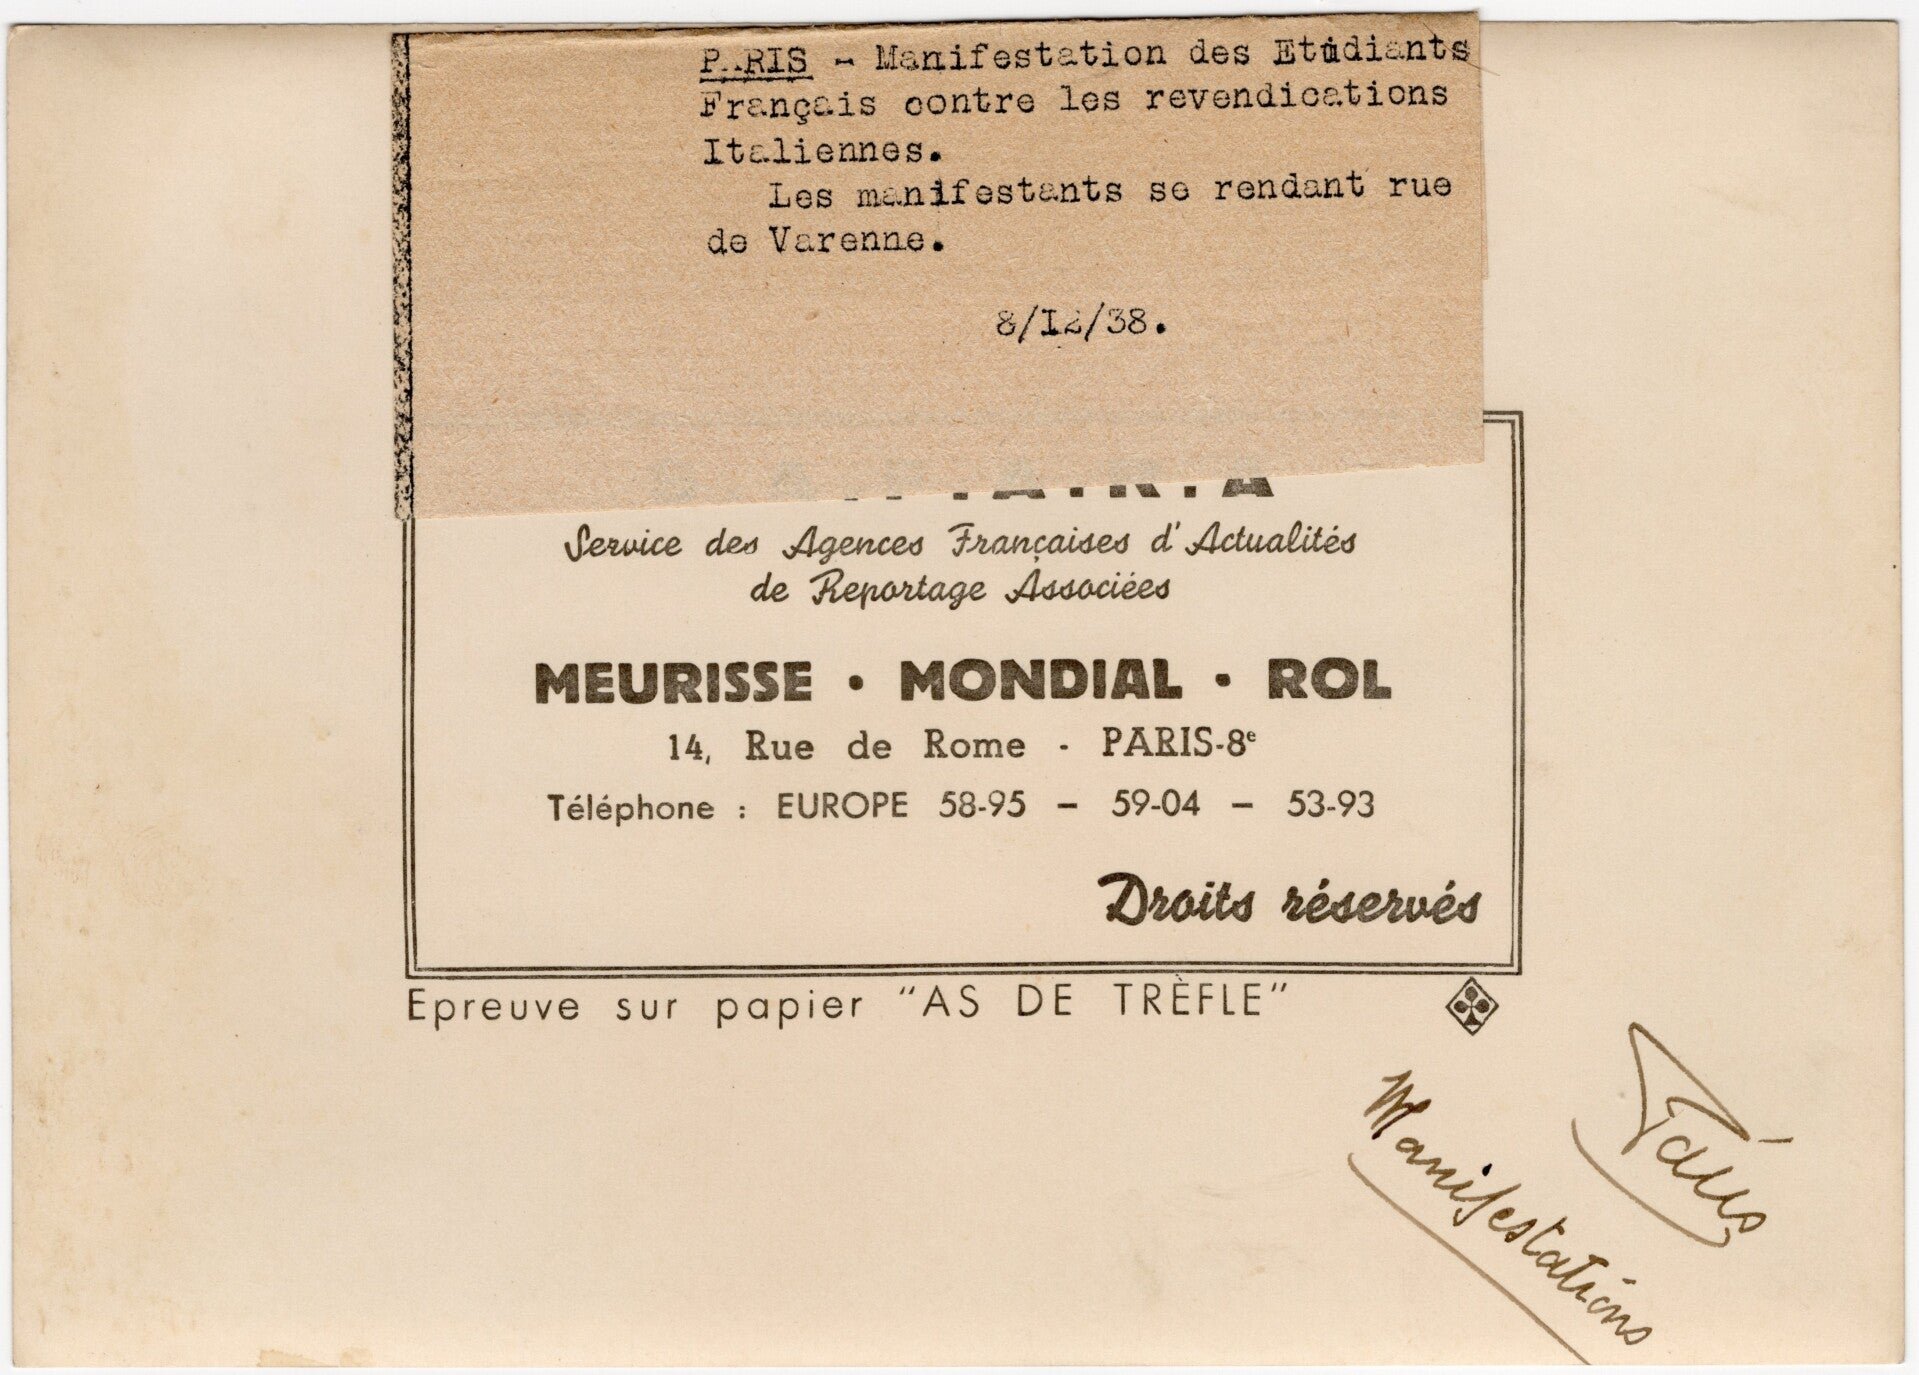 PARIS - Manifestation des Etudiants
Français contre les revendications
Italiennes.
Les manifestants se rendant rue
de Varenne.
8/I2/38.
Service des Agences Françaises d'Actualités
de Reportage Associées
MEURISSE • MONDIAL • ROL
14, Rue de Rome - PARIS-8e
Téléphone : EUROPE 58-95 – 59-04 – 53-93
Droits réservés
Epreuve sur papier "AS DE TRÈFLE"
Paris
Manifestations